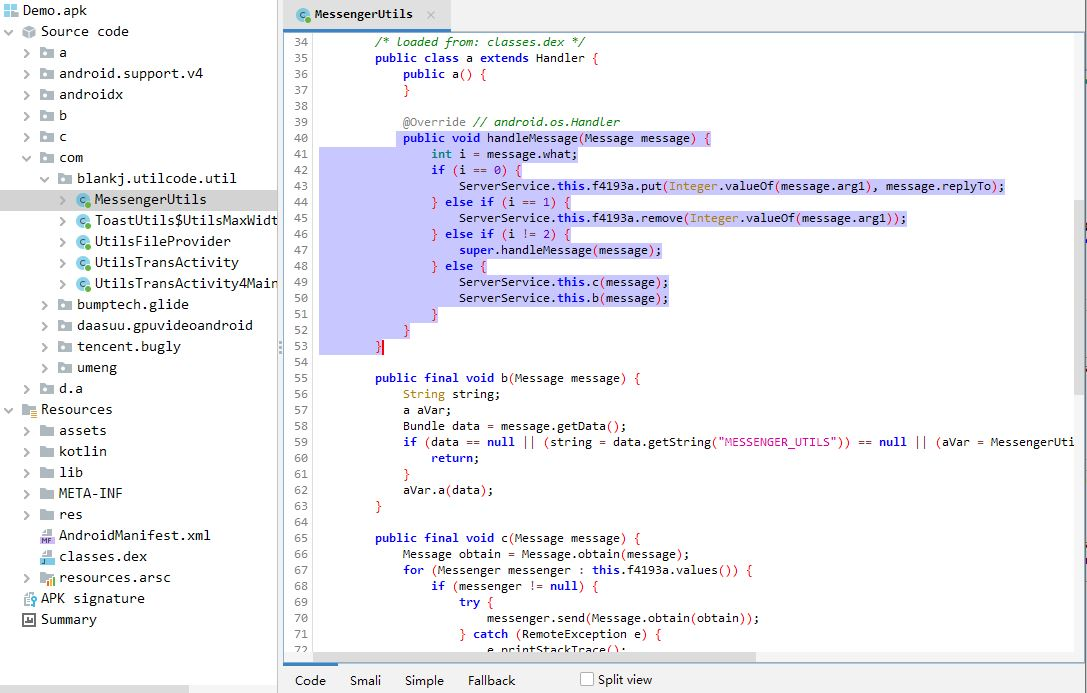 Demo.apk
Source code
a
android.support.v4
androidx
b
c
com
blankj.utilcode.util
MessengerUtils
ToastUtils$UtilsMaxWidt
UtilsFileProvider
UtilsTransActivity
UtilsTransActivity4Main
bumptech.glide
daasuu.gpuvideoandroid
tencent.bugly
umeng
d.a
Resources
assets
kotlin
lib
META-INF
res
AndroidManifest.xml
classes.dex
resources.arsc
APK signature
Summary
MessengerUtils
34 /* loaded from: classes.dex */
35 public class a extends Handler {
36 public a() {
37 }
38
39 @Override // android.os.Handler
40 public void handleMessage(Message message) {
41 int i = message.what;
42 if (i == 0) {
43 ServerService.this.f4193a.put(Integer.valueOf(message.arg1), message.replyTo);
44 } else if (i == 1) {
45 ServerService.this.f4193a.remove(Integer.valueOf(message.arg1));
46 } else if (i != 2) {
47 super.handleMessage(message);
48 } else {
49 ServerService.this.c(message);
50 ServerService.this.b(message);
51 }
52 }
53 }
54
55 public final void b(Message message) {
56 String string;
57 a aVar;
58 Bundle data = message.getData();
59 if (data == null || (string = data.getString("MESSENGER_UTILS")) == null || (aVar = MessengerUti
60 return;
61 }
62 aVar.a(data);
63 }
64
65 public final void c(Message message) {
66 Message obtain = Message.obtain(message);
67 for (Messenger messenger : this.f4193a.values()) {
68 if (messenger != null) {
69 try {
70 messenger.send(Message.obtain(obtain));
71 } catch (RemoteException e) {
72 e.printStackTrace();
Code Smali Simple Fallback Split view